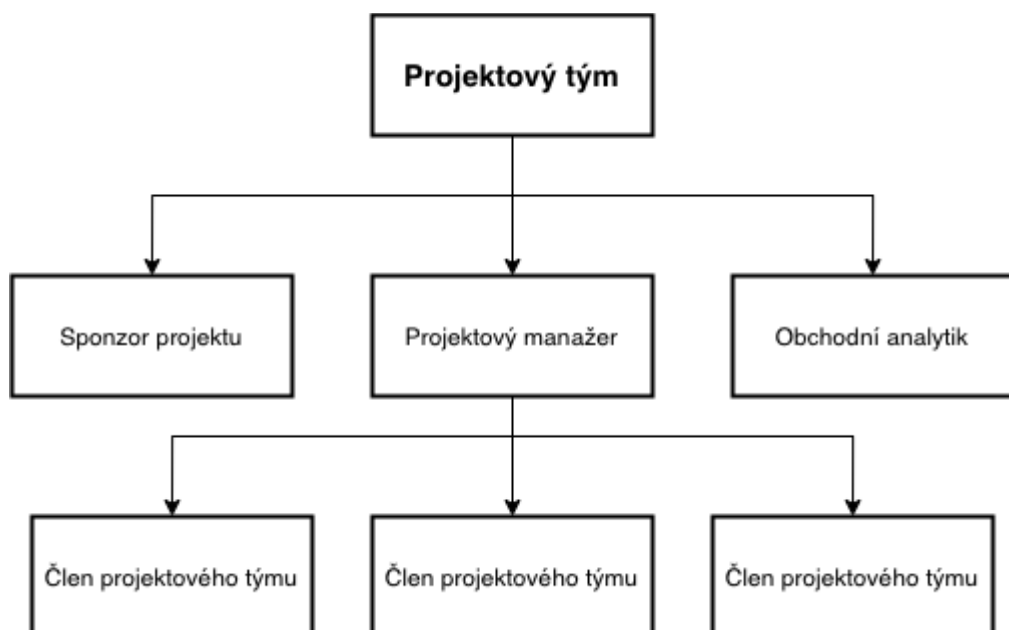 Projektový tým
Sponzor projektu
Projektový manažer
Obchodní analytik
Člen projektového týmu
Člen projektového týmu
Člen projektového týmu